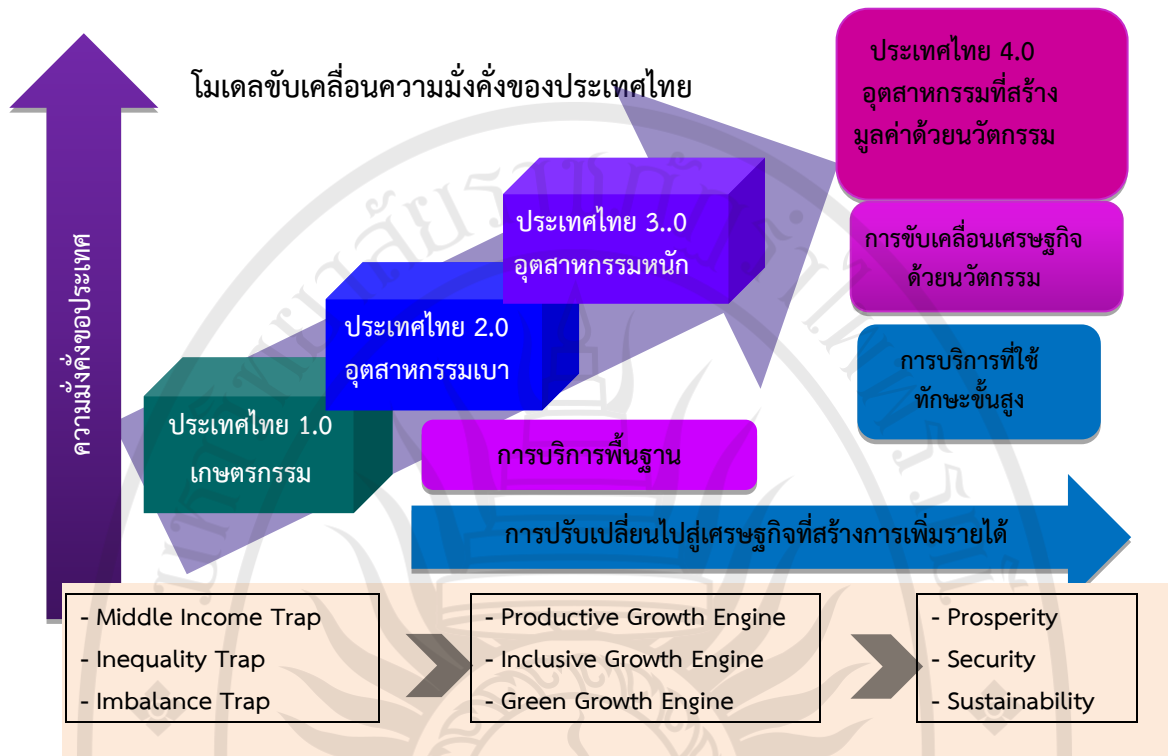 โมเดลขับเคลื่อนความมั่งคั่งของประเทศไทย
ความมั่งคั่งขอประเทศ
ประเทศไทย 4.0
อุตสาหกรรมที่สร้าง
มูลค่าด้วยนวัตกรรม
ประเทศไทย 3..0
อุตสาหกรรมหนัก
การขับเคลื่อนเศรษฐกิจ
ด้วยนวัตกรรม
ประเทศไทย 2.0
อุตสาหกรรมเบา
การบริการที่ใช้
ทักษะขั้นสูง
ประเทศไทย 1.0
เกษตรกรรม
การบริการพื้นฐาน
การปรับเปลี่ยนไปสู่เศรษฐกิจที่สร้างการเพิ่มรายได้
- Middle Income Trap
- Inequality Trap
- Imbalance Trap
- Productive Growth Engine
- Inclusive Growth Engine
- Green Growth Engine
- Prosperity
- Security
- Sustainability